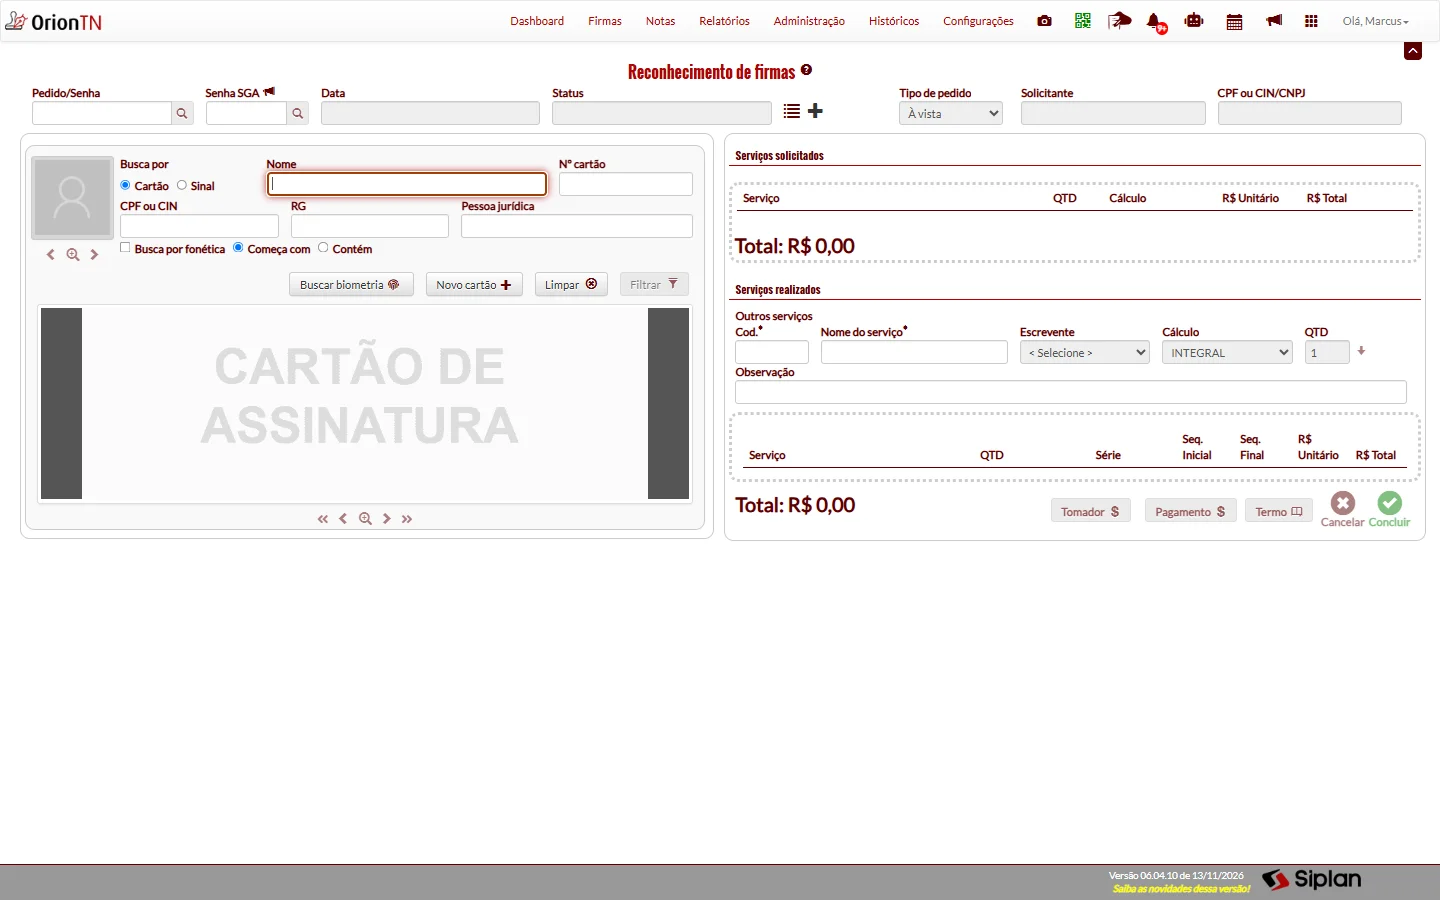 OrionTN
Dashboard Firmas Notas Relatórios Administração Históricos Configurações 9+ Olá, Marcus
Reconhecimento de firmas ?
Pedido/Senha Senha SGA Data Status Tipo de pedido Solicitante CPF ou CIN/CNPJ
À vista
Busca por Nome Nº cartão
Cartão Sinal
CPF ou CIN RG Pessoa jurídica
Busca por fonética Começa com Contém
Buscar biometria Novo cartão Limpar Filtrar
CARTÃO DE
ASSINATURA
Serviços solicitados
Serviço QTD Cálculo R$ Unitário R$ Total
Total: R$ 0,00
Serviços realizados
Outros serviços
Cod.* Nome do serviço* Escrevente Cálculo QTD
< Selecione > INTEGRAL 1
Observação
Serviço QTD Série Seq. Inicial Seq. Final R$ Unitário R$ Total
Total: R$ 0,00
Tomador $ Pagamento $ Termo Cancelar Concluir
Versão 06.04.10 de 13/11/2026
Saiba as novidades dessa versão!
Siplan